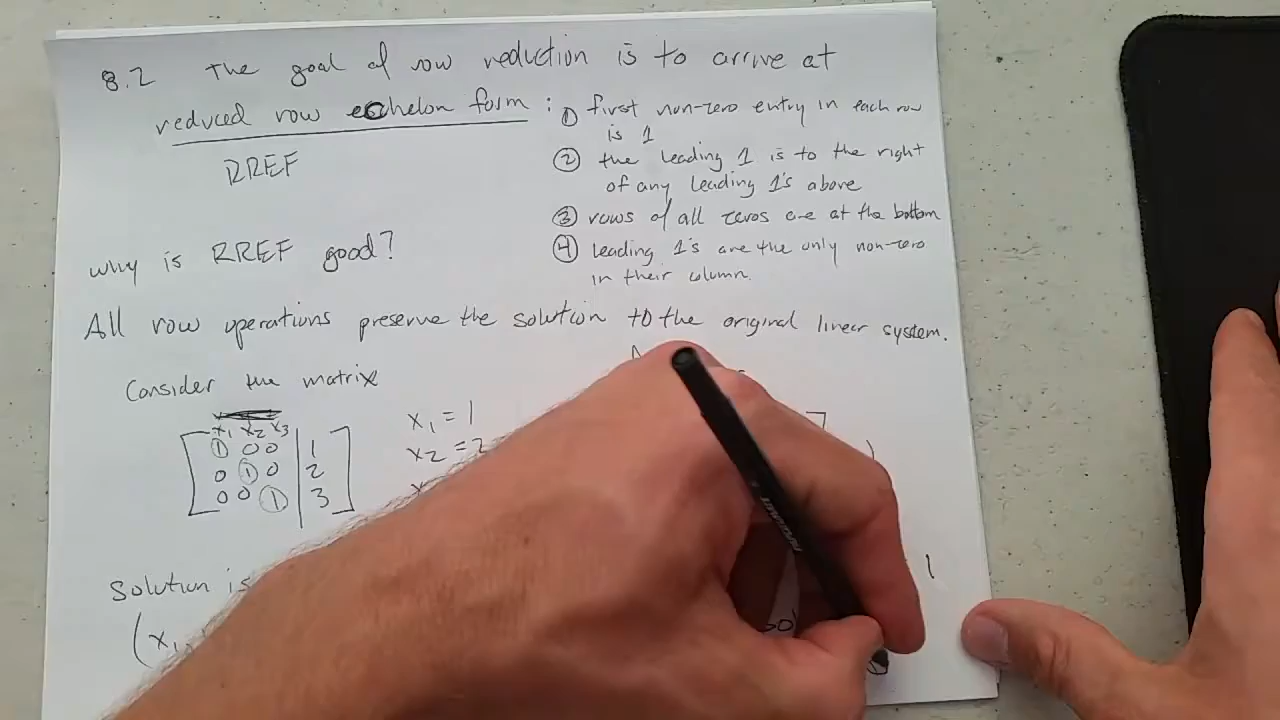 8.2 The goal of row reduction is to arrive at
reduced row echelon form :
RREF
① first non-zero entry in each row
is 1
② the leading 1 is to the right
of any leading 1's above
③ rows of all zeros are at the bottom
④ leading 1's are the only non-zero
in their column.
why is RREF good?
All row operations preserve the solution to the original linear system.
Consider the matrix
x1 x2 x3
1 0 0 | 1
0 1 0 | 2
0 0 1 | 3
x1 = 1
x2 = 2
x
Solution is
(x1,